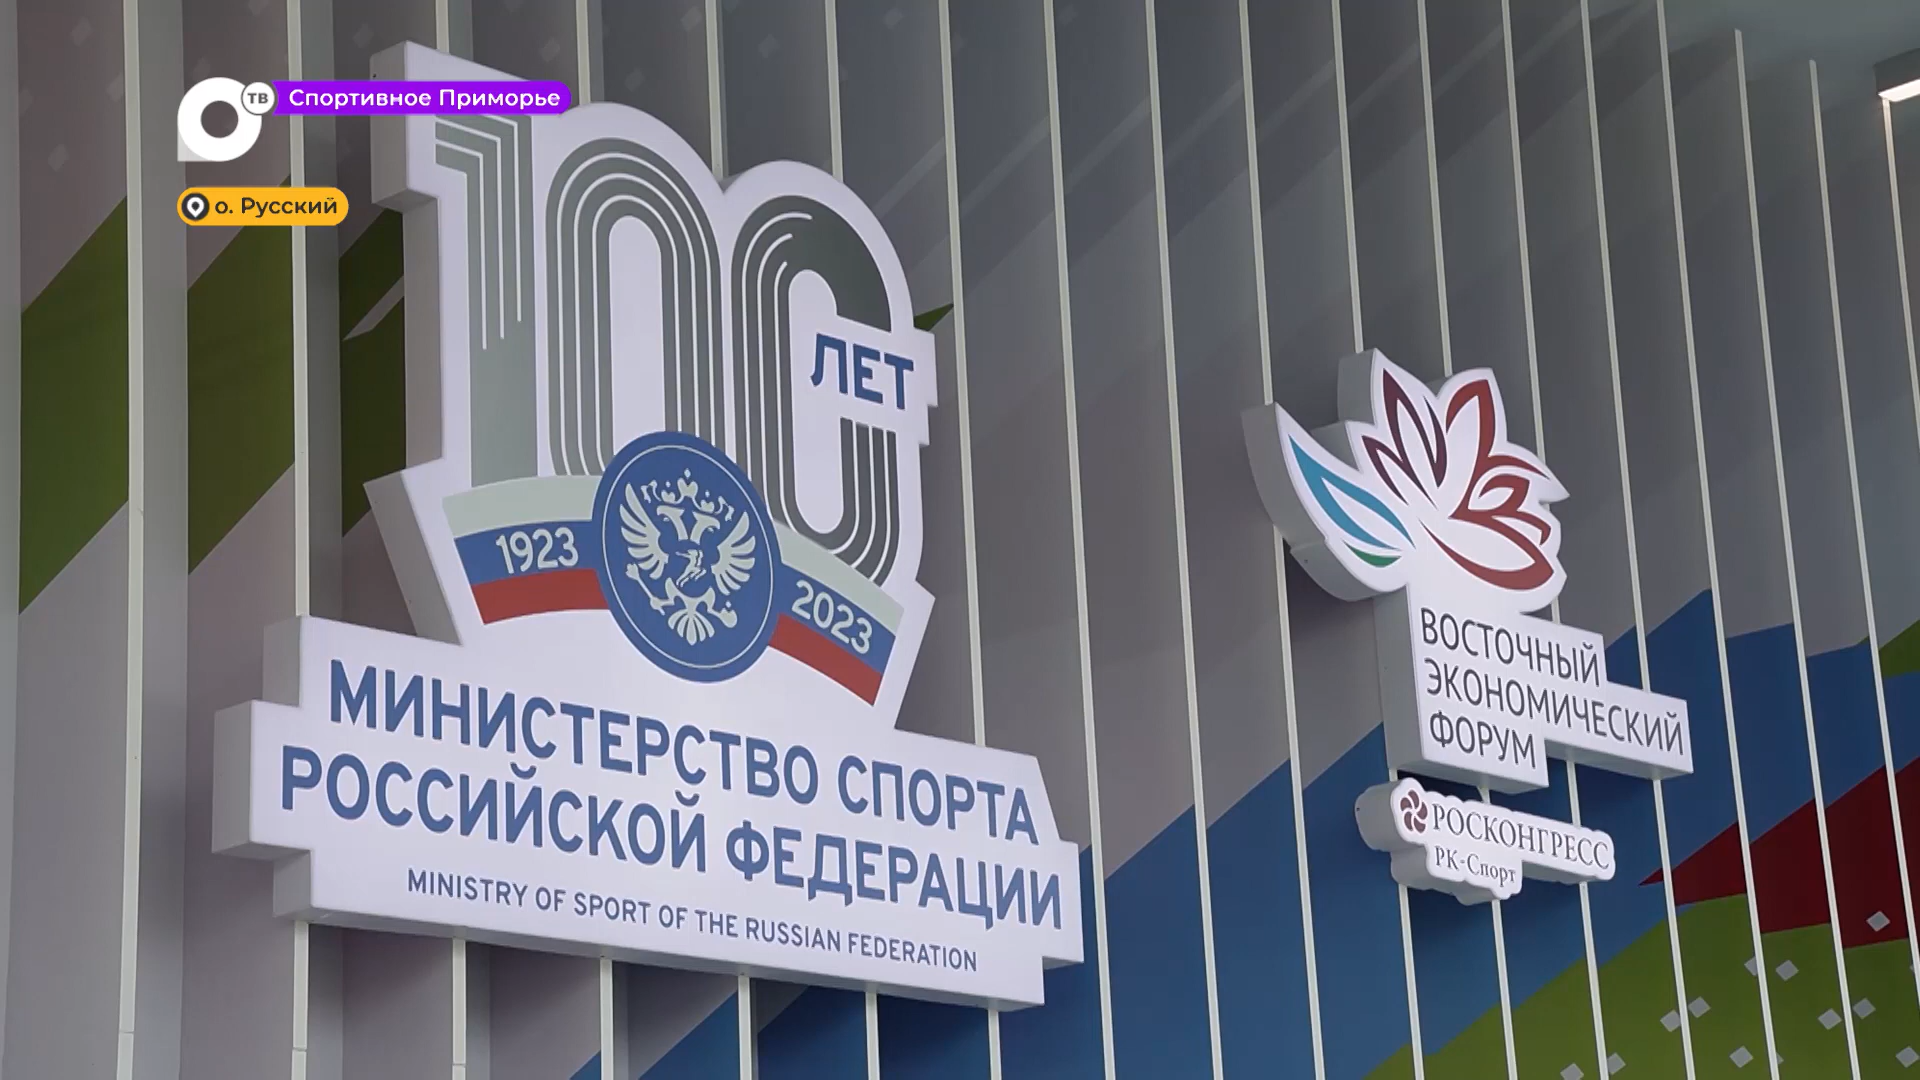 ТВ
Спортивное Приморье
о. Русский
100
ЛЕТ
1923
2023
МИНИСТЕРСТВО СПОРТА
РОССИЙСКОЙ ФЕДЕРАЦИИ
MINISTRY OF SPORT OF THE RUSSIAN FEDERATION
ВОСТОЧНЫЙ
ЭКОНОМИЧЕСКИЙ
ФОРУМ
РОСКОНГРЕСС
РК-Спорт